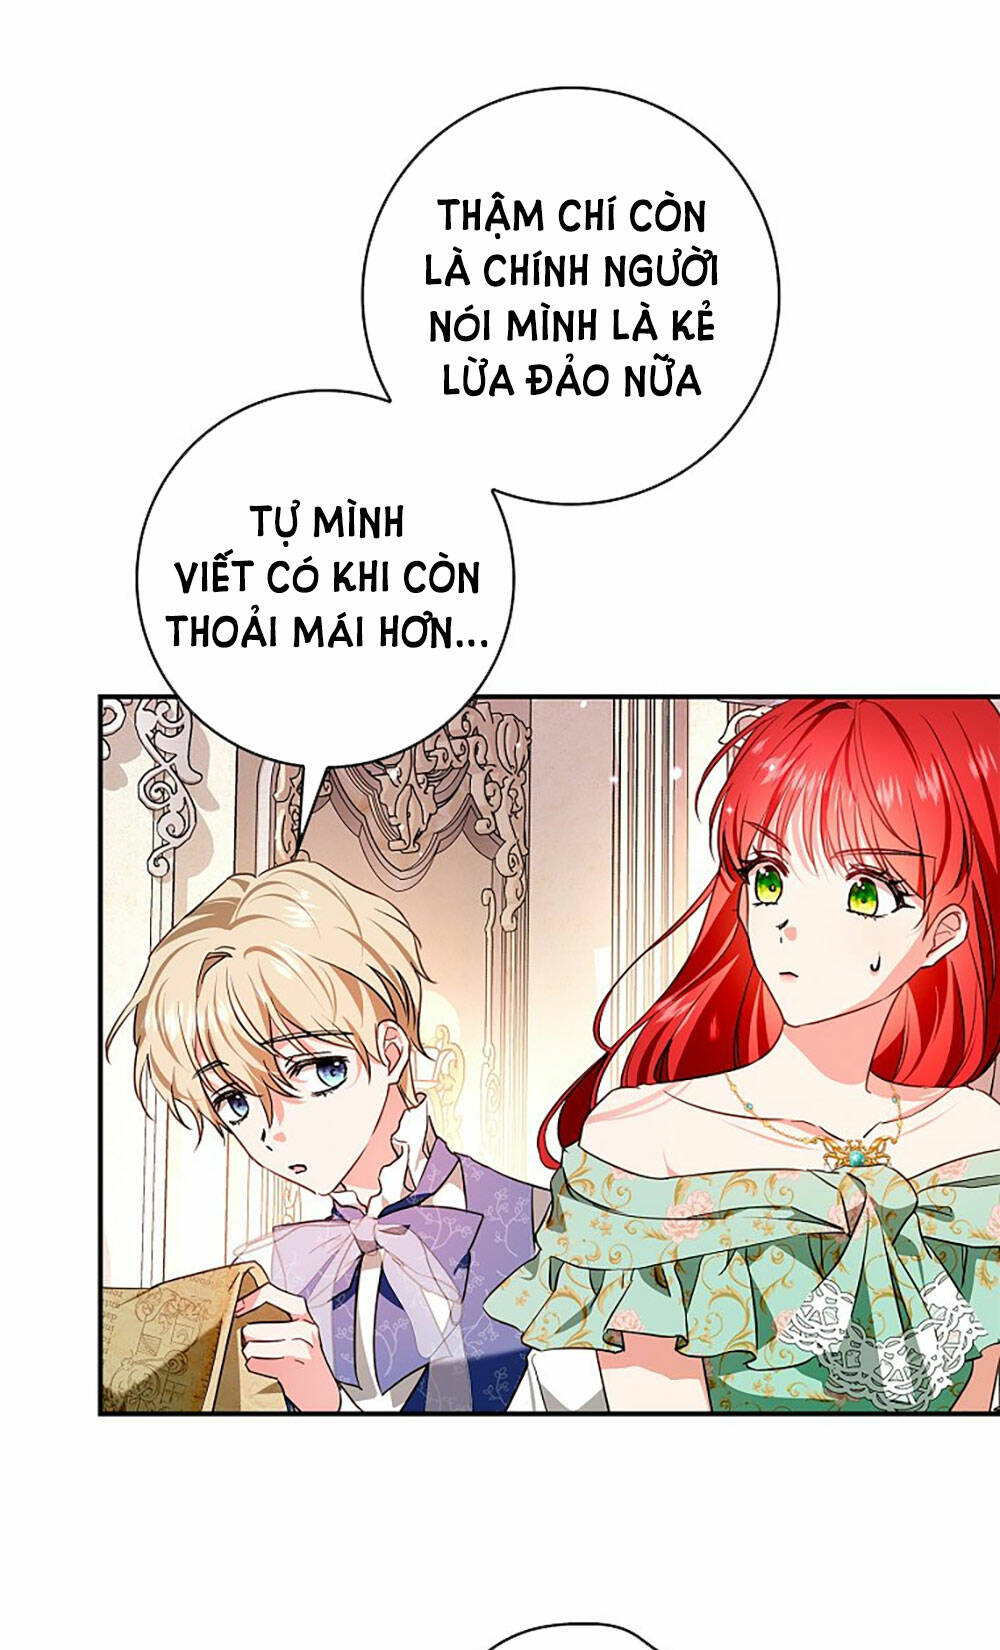 THẬM CHÍ CÒN
LÀ CHÍNH NGƯỜI
NÓI MÌNH LÀ KẺ
LỪA ĐẢO NỮA
TỰ MÌNH
VIẾT CÓ KHI CÒN
THOẢI MÁI HƠN...